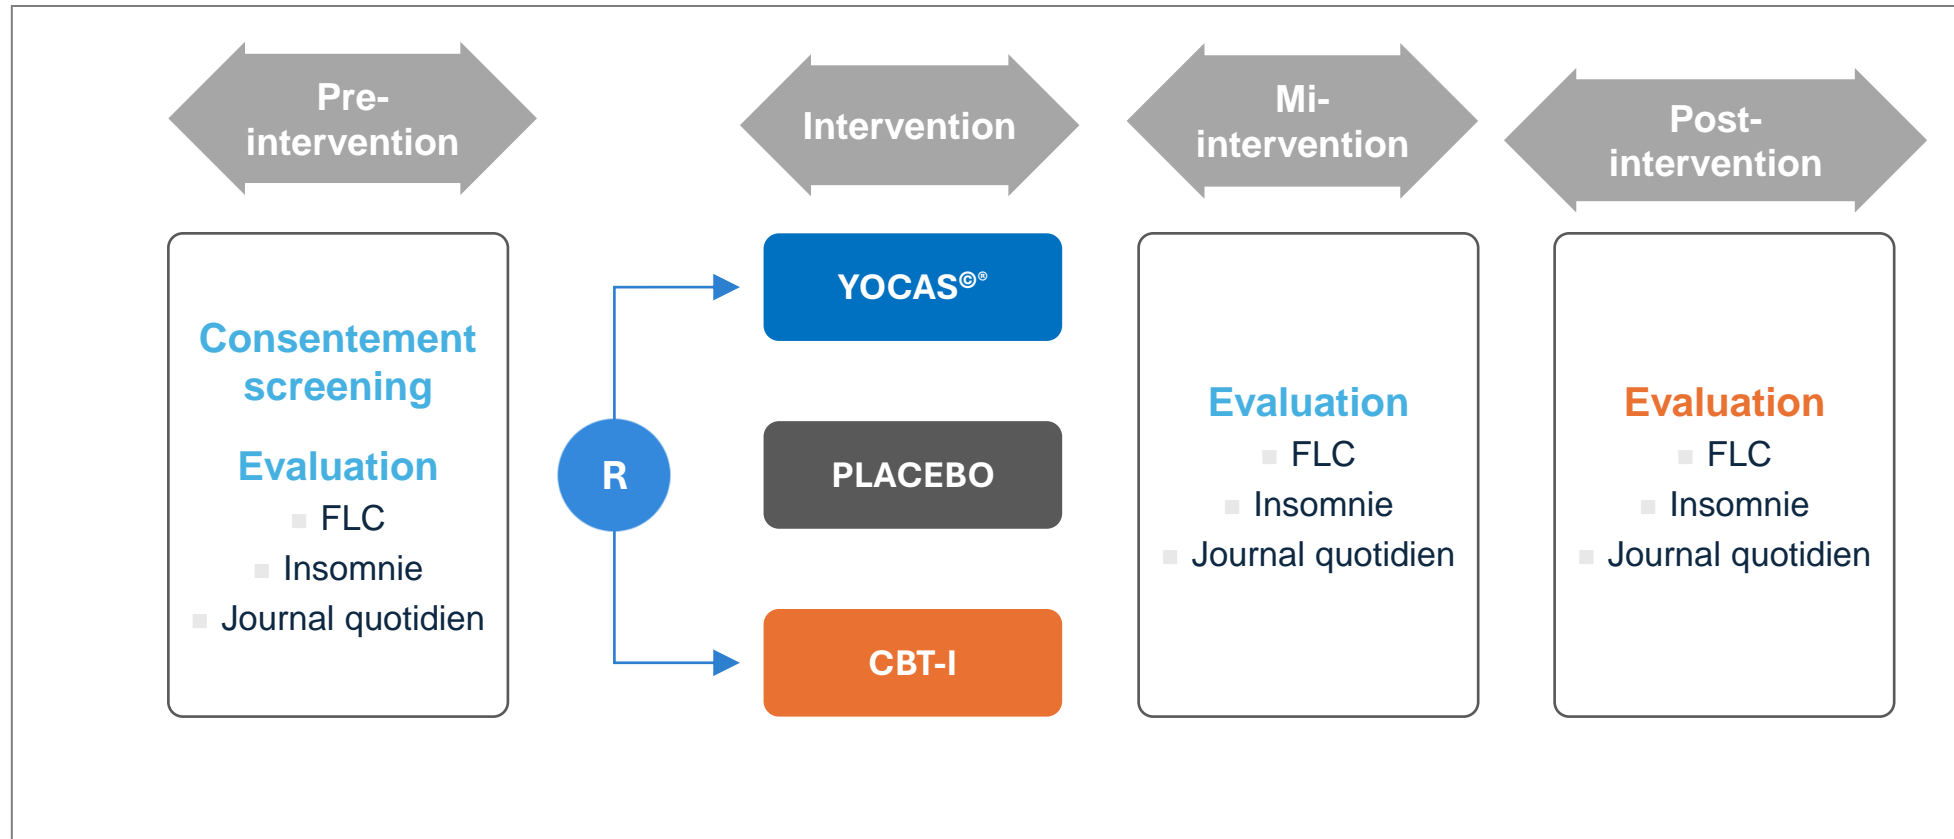 Pre-
intervention
Intervention
Mi-
intervention
Post-
intervention
Consentement
screening
Evaluation
▪ FLC
▪ Insomnie
▪ Journal quotidien
R
YOCAS©®
PLACEBO
CBT-I
Evaluation
▪ FLC
▪ Insomnie
▪ Journal quotidien
Evaluation
▪ FLC
▪ Insomnie
▪ Journal quotidien